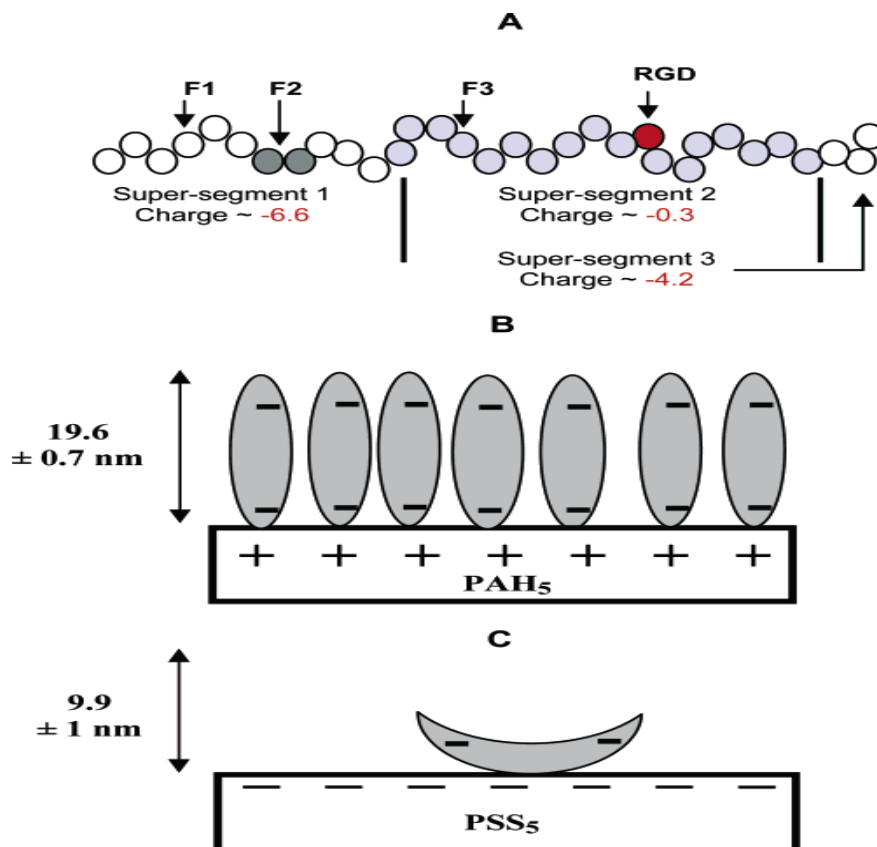 A
F1
F2
F3
RGD
Super-segment 1
Charge ~ -6.6
Super-segment 2
Charge ~ -0.3
Super-segment 3
Charge ~ -4.2
B
19.6
± 0.7 nm
− − − − − − −
− − − − − − −
+ + + + + + +
PAH₅
C
9.9
± 1 nm
− −
− − − − − − −
PSS₅